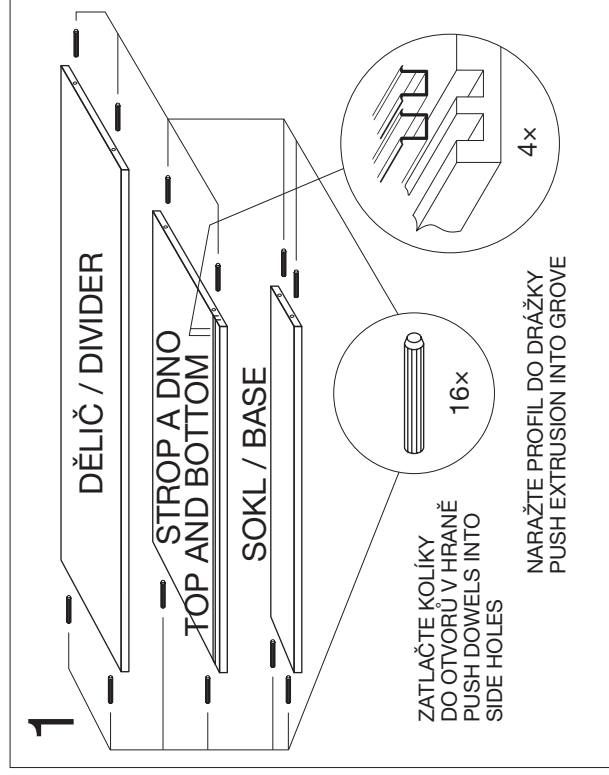 1
DĚLIČ / DIVIDER
STROP A DNO
TOP AND BOTTOM
SOKL / BASE
16×
4×
ZATLAČTE KOLÍKY
DO OTVORŮ V HRANĚ
PUSH DOWELS INTO
SIDE HOLES
NARAŽTE PROFIL DO DRÁŽKY
PUSH EXTRUSION INTO GROVE